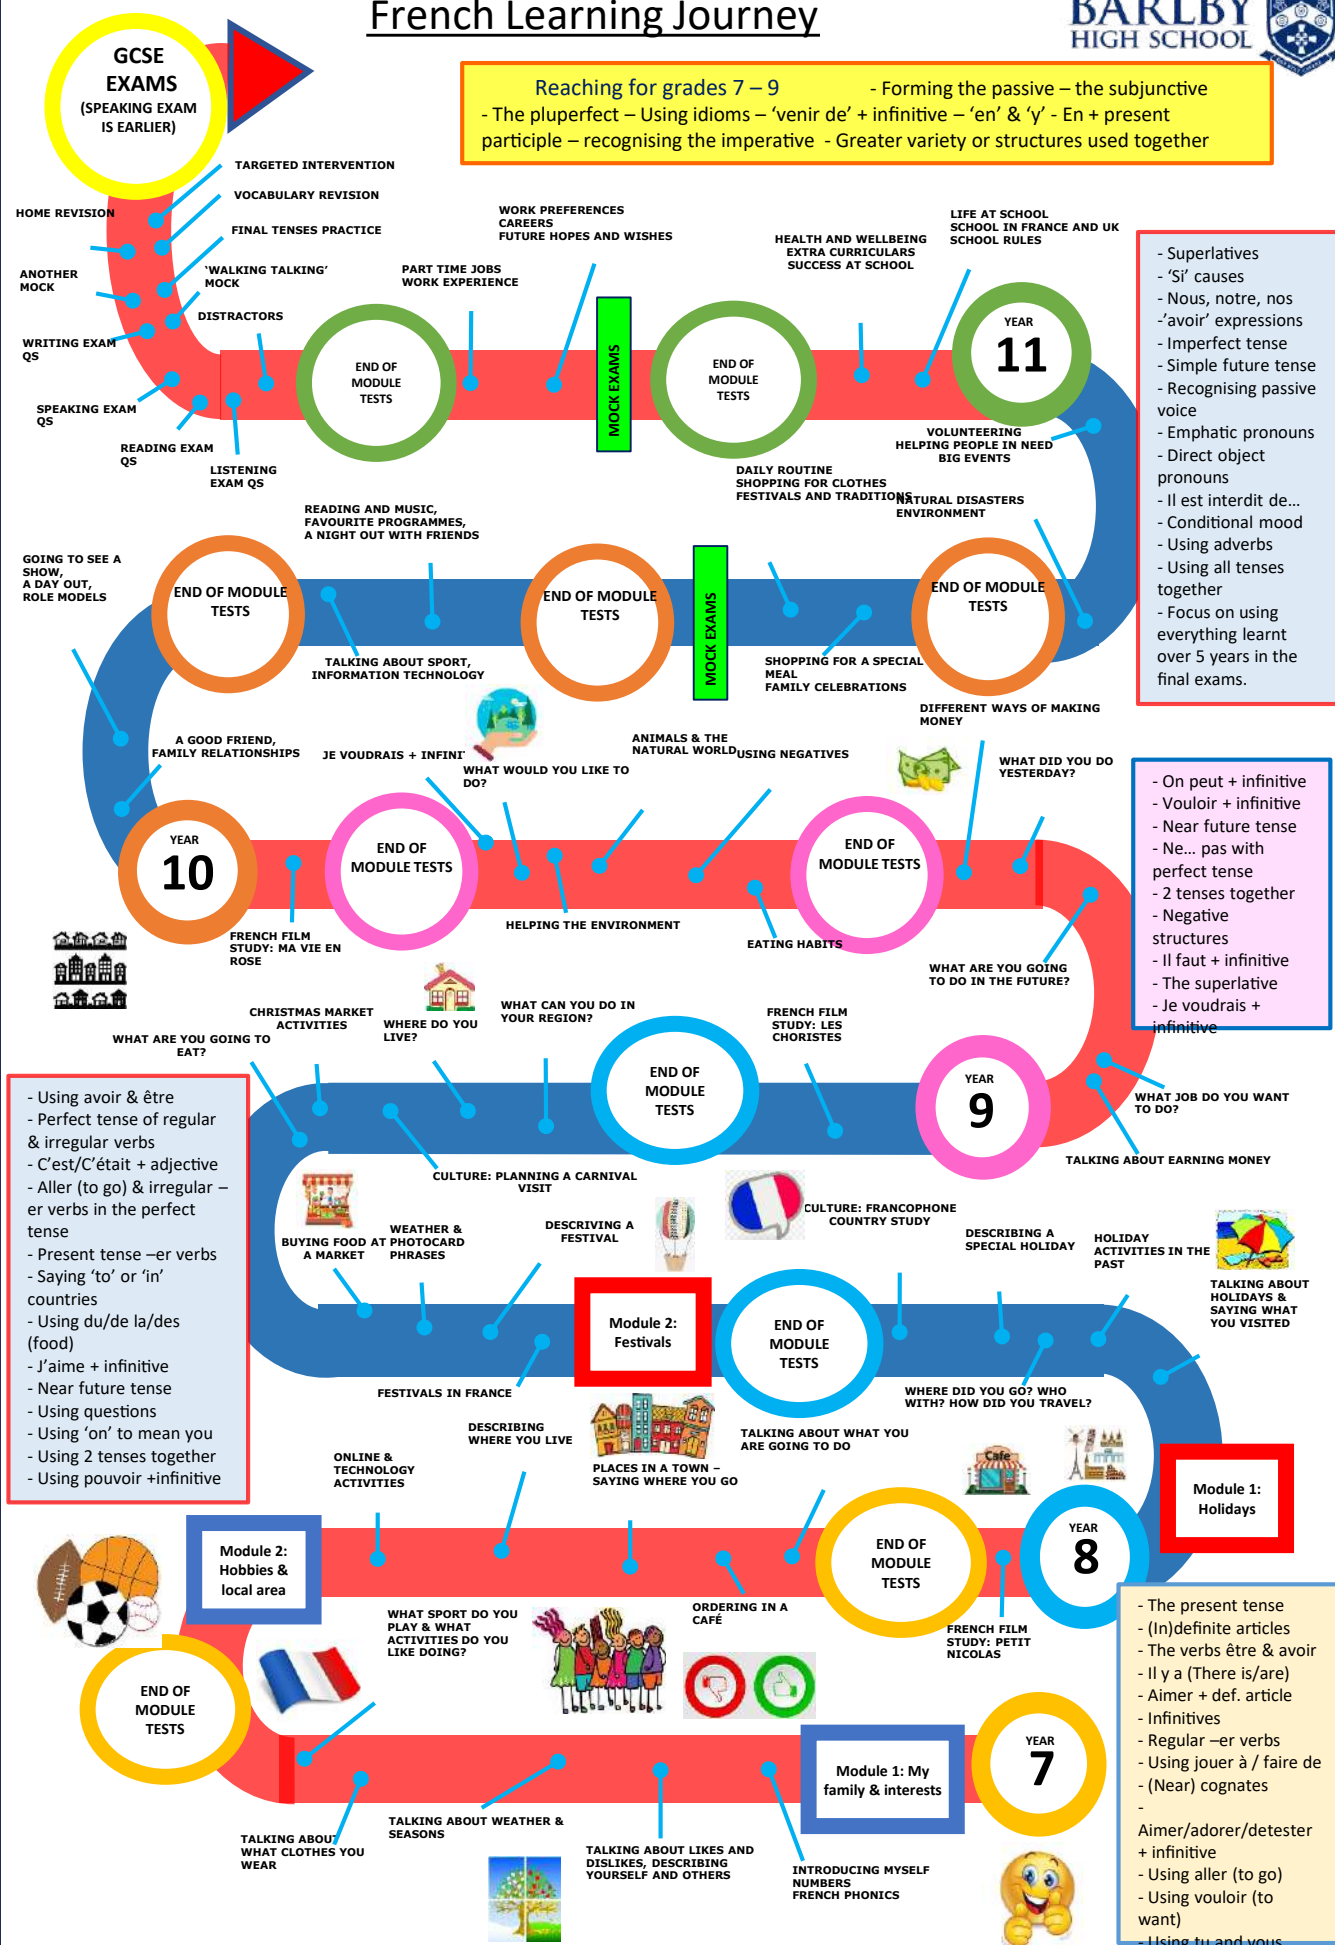 French Learning Journey
BARLBY
HIGH SCHOOL
GCSE
EXAMS
(SPEAKING EXAM
IS EARLIER)
Reaching for grades 7 – 9 - Forming the passive – the subjunctive
- The pluperfect – Using idioms – ‘venir de’ + infinitive – ‘en’ & ‘y’ - En + present
participle – recognising the imperative - Greater variety or structures used together
TARGETED INTERVENTION
VOCABULARY REVISION
FINAL TENSES PRACTICE
‘WALKING TALKING’
MOCK
DISTRACTORS
HOME REVISION
ANOTHER
MOCK
WRITING EXAM
QS
SPEAKING EXAM
QS
READING EXAM
QS
LISTENING
EXAM QS
END OF
MODULE
TESTS
PART TIME JOBS
WORK EXPERIENCE
WORK PREFERENCES
CAREERS
FUTURE HOPES AND WISHES
MOCK EXAMS
END OF
MODULE
TESTS
HEALTH AND WELLBEING
EXTRA CURRICULARS
SUCCESS AT SCHOOL
LIFE AT SCHOOL
SCHOOL IN FRANCE AND UK
SCHOOL RULES
YEAR
11
- Superlatives
- ‘Si’ causes
- Nous, notre, nos
-’avoir’ expressions
- Imperfect tense
- Simple future tense
- Recognising passive
voice
- Emphatic pronouns
- Direct object
pronouns
- Il est interdit de…
- Conditional mood
- Using adverbs
- Using all tenses
together
- Focus on using
everything learnt
over 5 years in the
final exams.
VOLUNTEERING
HELPING PEOPLE IN NEED
BIG EVENTS
DAILY ROUTINE
SHOPPING FOR CLOTHES
FESTIVALS AND TRADITIONS
NATURAL DISASTERS
ENVIRONMENT
READING AND MUSIC,
FAVOURITE PROGRAMMES,
A NIGHT OUT WITH FRIENDS
GOING TO SEE A
SHOW,
A DAY OUT,
ROLE MODELS
END OF MODULE
TESTS
END OF MODULE
TESTS
MOCK EXAMS
END OF MODULE
TESTS
TALKING ABOUT SPORT,
INFORMATION TECHNOLOGY
SHOPPING FOR A SPECIAL
MEAL
FAMILY CELEBRATIONS
DIFFERENT WAYS OF MAKING
MONEY
A GOOD FRIEND,
FAMILY RELATIONSHIPS
JE VOUDRAIS + INFINIT
WHAT WOULD YOU LIKE TO
DO?
ANIMALS & THE
NATURAL WORLD
USING NEGATIVES
WHAT DID YOU DO
YESTERDAY?
- On peut + infinitive
- Vouloir + infinitive
- Near future tense
- Ne… pas with
perfect tense
- 2 tenses together
- Negative
structures
- Il faut + infinitive
- The superlative
- Je voudrais +
infinitive
YEAR
10
END OF
MODULE TESTS
END OF
MODULE TESTS
FRENCH FILM
STUDY: MA VIE EN
ROSE
HELPING THE ENVIRONMENT
EATING HABITS
WHAT ARE YOU GOING
TO DO IN THE FUTURE?
CHRISTMAS MARKET
ACTIVITIES
WHERE DO YOU
LIVE?
WHAT CAN YOU DO IN
YOUR REGION?
FRENCH FILM
STUDY: LES
CHORISTES
WHAT ARE YOU GOING TO
EAT?
END OF
MODULE
TESTS
YEAR
9
WHAT JOB DO YOU WANT
TO DO?
TALKING ABOUT EARNING MONEY
- Using avoir & être
- Perfect tense of regular
& irregular verbs
- C’est/C’était + adjective
- Aller (to go) & irregular –
er verbs in the perfect
tense
- Present tense –er verbs
- Saying ‘to’ or ‘in’
countries
- Using du/de la/des
(food)
- J’aime + infinitive
- Near future tense
- Using questions
- Using ‘on’ to mean you
- Using 2 tenses together
- Using pouvoir +infinitive
CULTURE: PLANNING A CARNIVAL
VISIT
BUYING FOOD AT
A MARKET
WEATHER &
PHOTOCARD
PHRASES
DESCRIVING A
FESTIVAL
CULTURE: FRANCOPHONE
COUNTRY STUDY
DESCRIBING A
SPECIAL HOLIDAY
HOLIDAY
ACTIVITIES IN THE
PAST
TALKING ABOUT
HOLIDAYS &
SAYING WHAT
YOU VISITED
Module 2:
Festivals
END OF
MODULE
TESTS
FESTIVALS IN FRANCE
WHERE DID YOU GO? WHO
WITH? HOW DID YOU TRAVEL?
DESCRIBING
WHERE YOU LIVE
ONLINE &
TECHNOLOGY
ACTIVITIES
PLACES IN A TOWN –
SAYING WHERE YOU GO
TALKING ABOUT WHAT YOU
ARE GOING TO DO
Cafe
Module 1:
Holidays
Module 2:
Hobbies &
local area
END OF
MODULE
TESTS
YEAR
8
WHAT SPORT DO YOU
PLAY & WHAT
ACTIVITIES DO YOU
LIKE DOING?
ORDERING IN A
CAFÉ
FRENCH FILM
STUDY: PETIT
NICOLAS
- The present tense
- (In)definite articles
- The verbs être & avoir
- Il y a (There is/are)
- Aimer + def. article
- Infinitives
- Regular –er verbs
- Using jouer à / faire de
- (Near) cognates
-
Aimer/adorer/detester
+ infinitive
- Using aller (to go)
- Using vouloir (to
want)
- Using tu and vous
END OF
MODULE
TESTS
Module 1: My
family & interests
YEAR
7
TALKING ABOUT
WHAT CLOTHES YOU
WEAR
TALKING ABOUT WEATHER &
SEASONS
TALKING ABOUT LIKES AND
DISLIKES, DESCRIBING
YOURSELF AND OTHERS
INTRODUCING MYSELF
NUMBERS
FRENCH PHONICS